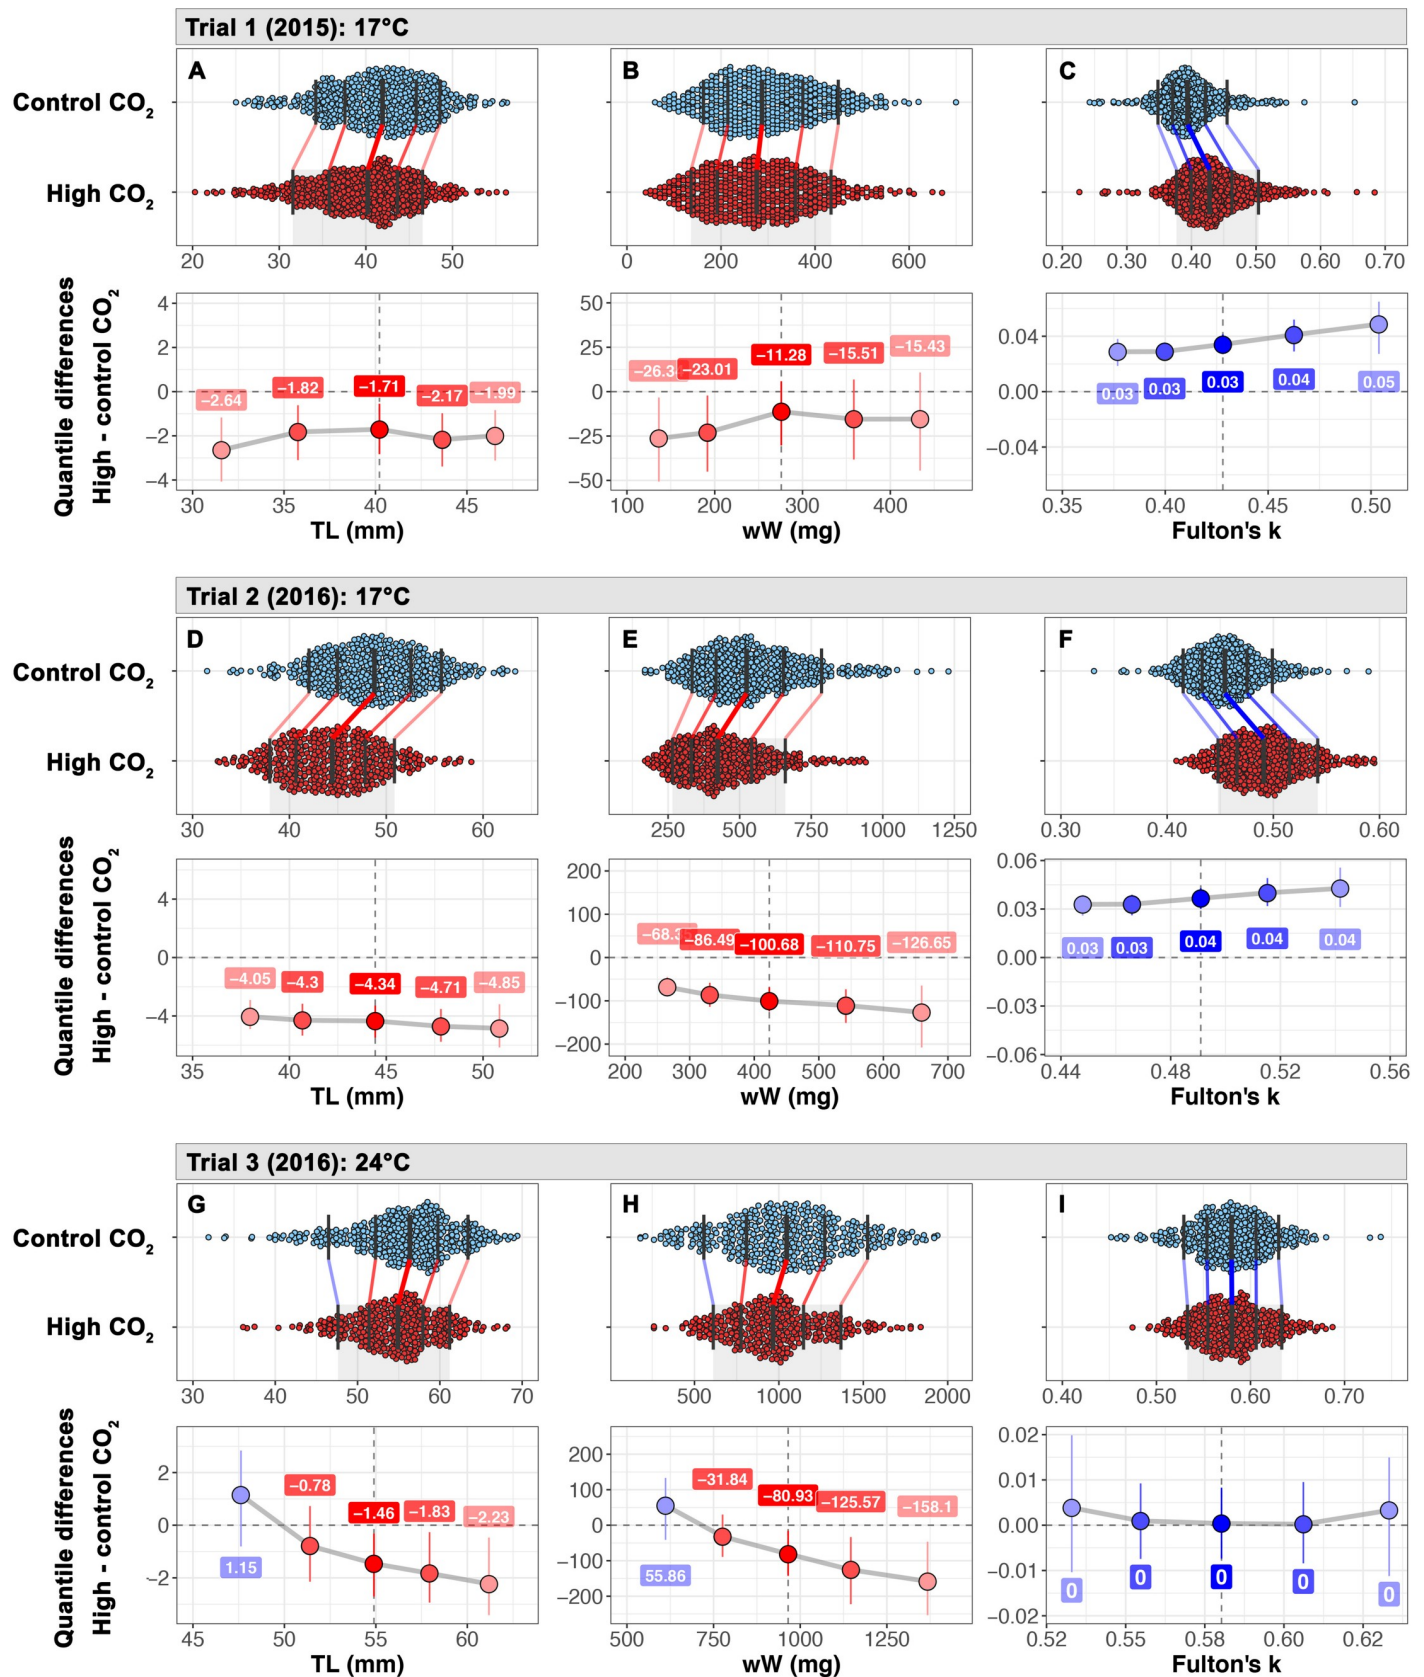 Trial 1 (2015): 17°C
A
B
C
Control CO2
High CO2
20 30 40 50
0 200 400 600
0.20 0.30 0.40 0.50 0.60 0.70
Quantile differences
High - control CO2
4
2
0
−2
−4
−2.64
−1.82
−1.71
−2.17
−1.99
35 40 45
30
TL (mm)
50
25
0
−25
−50
−23.01
−11.28
−15.51
−15.43
100 200 300 400
wW (mg)
0.04
0.00
−0.04
0.03
0.03
0.03
0.04
0.05
0.35 0.40 0.45 0.50
Fulton's k
Trial 2 (2016): 17°C
D
E
F
Control CO2
High CO2
30 40 50 60
250 500 750 1000 1250
0.30 0.40 0.50 0.60
Quantile differences
High - control CO2
4
0
−4
−4.05
−4.3
−4.34
−4.71
−4.85
35 40 45 50
TL (mm)
200
100
0
−100
−200
−86.49
−100.68
−110.75
−126.65
200 300 400 500 600 700
wW (mg)
0.06
0.03
0.00
−0.03
−0.06
0.03
0.03
0.04
0.04
0.04
0.44 0.48 0.52 0.56
Fulton's k
Trial 3 (2016): 24°C
G
H
I
Control CO2
High CO2
30 40 50 60 70
500 1000 1500 2000
0.40 0.50 0.60 0.70
Quantile differences
High - control CO2
2
0
−2
1.15
−0.78
−1.46
−1.83
−2.23
45 50 55 60
TL (mm)
200
100
0
−100
−200
55.86
−31.84
−80.93
−125.57
−158.1
500 750 1000 1250
wW (mg)
0.02
0.01
0.00
−0.01
−0.02
0
0
0
0
0
0.52 0.55 0.58 0.60 0.62
Fulton's k